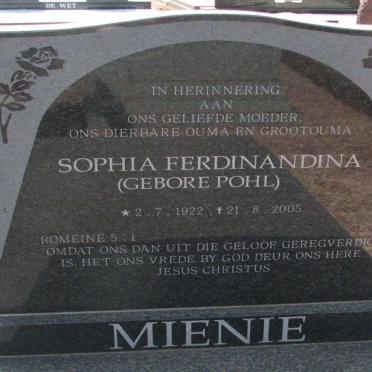 DE WET
IN HERINNERING
AAN
ONS GELIEFDE MOEDER,
ONS DIERBARE OUMA EN GROOTOUMA
SOPHIA FERDINANDINA
(GEBORE POHL)
★ 2.7.1922 ✝ 21.8.2005
ROMEINE 5:1
OMDAT ONS DAN UIT DIE GELOOF GEREGVERDIG
IS, HET ONS VREDE BY GOD DEUR ONS HERE
JESUS CHRISTUS
MIENIE